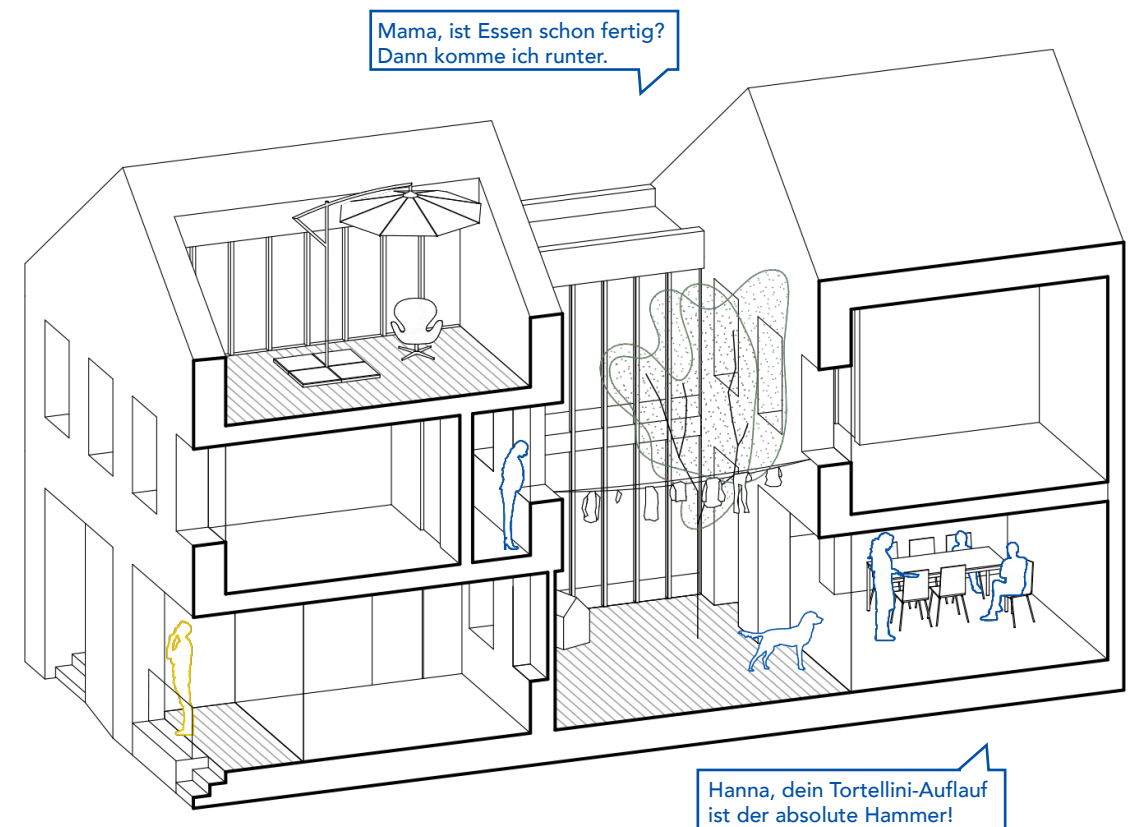 Mama, ist Essen schon fertig?
Dann komme ich runter.
Hanna, dein Tortellini-Auflauf
ist der absolute Hammer!